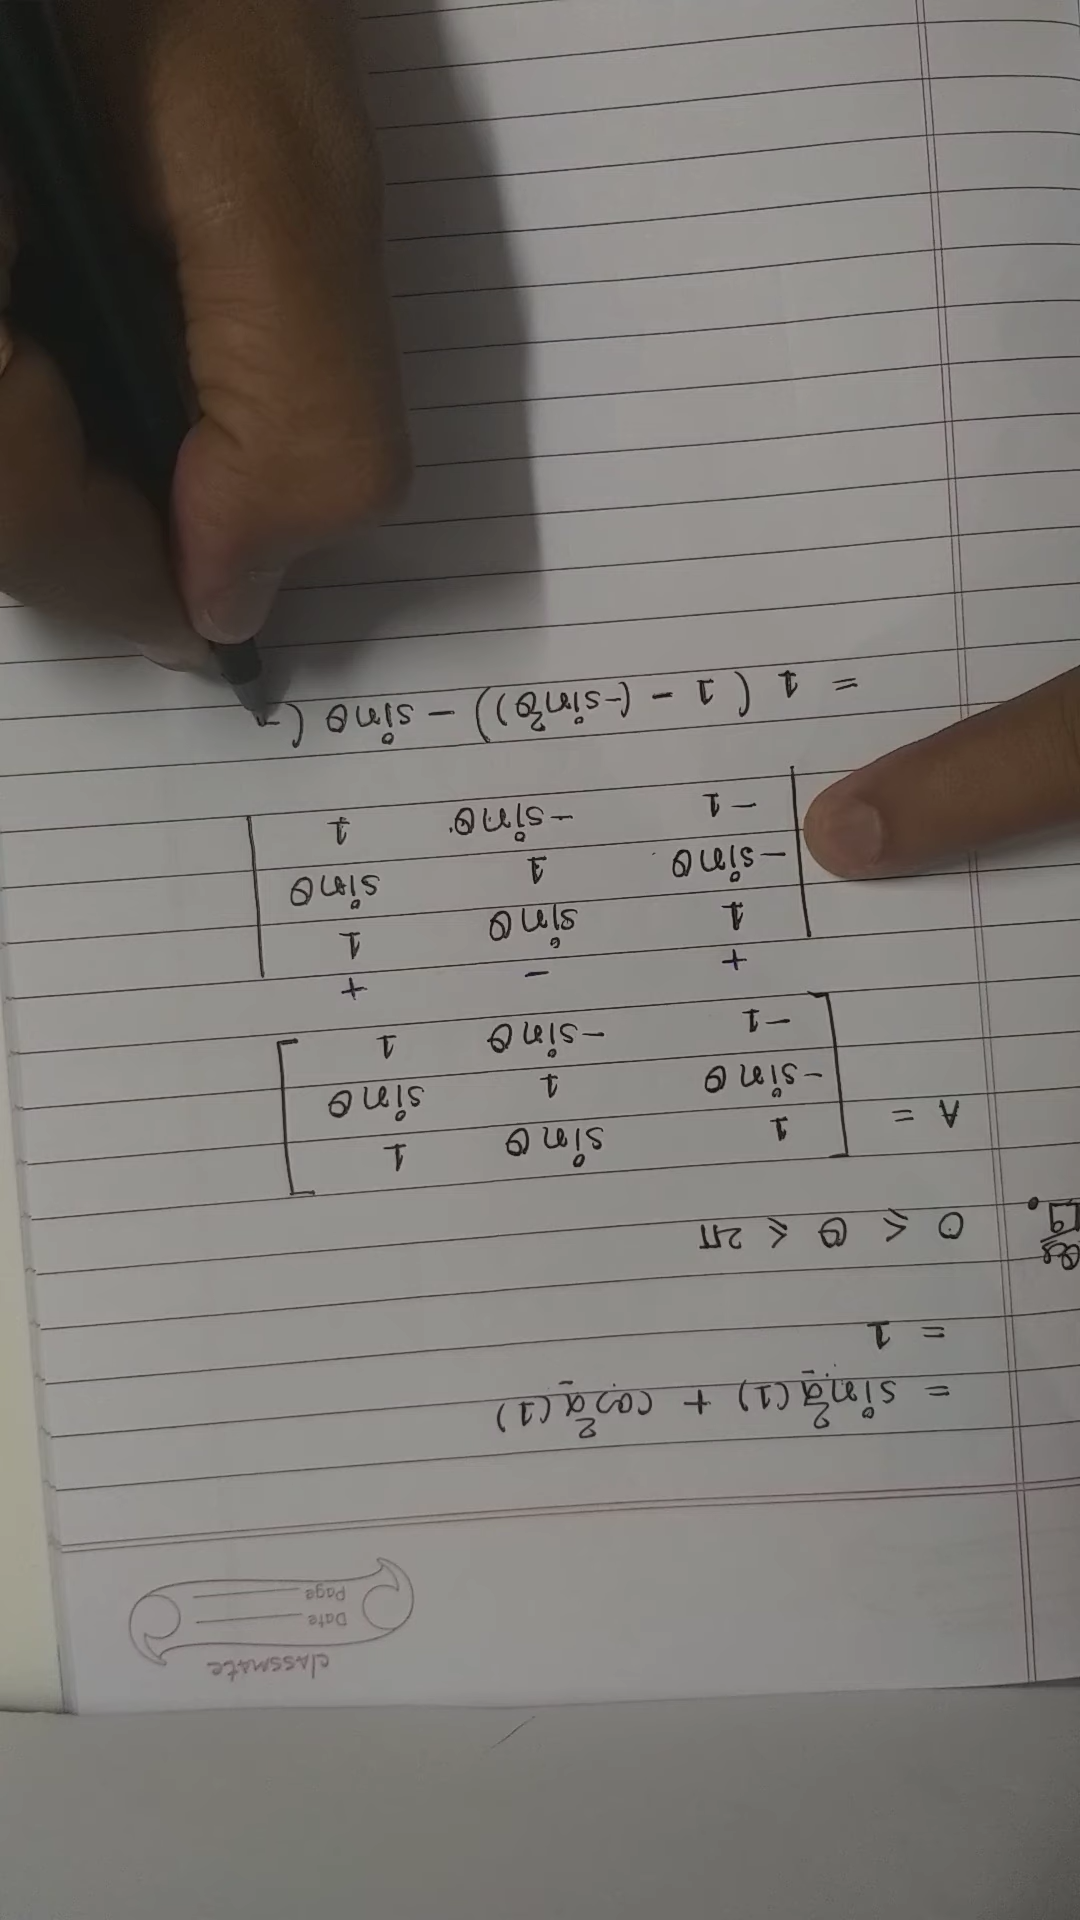 classmate
Date
Page
= sin²α(1) + cos²α(1)
= 1
0 ≤ θ ≤ 2π
A = [ 1 sinθ 1
-sinθ 1 sinθ
-1 -sinθ 1 ]
+ - +
| 1 sinθ 1 |
| -sinθ 1 sinθ |
| -1 -sinθ 1 |
= 1 (1 - (-sin²θ)) - sinθ (-